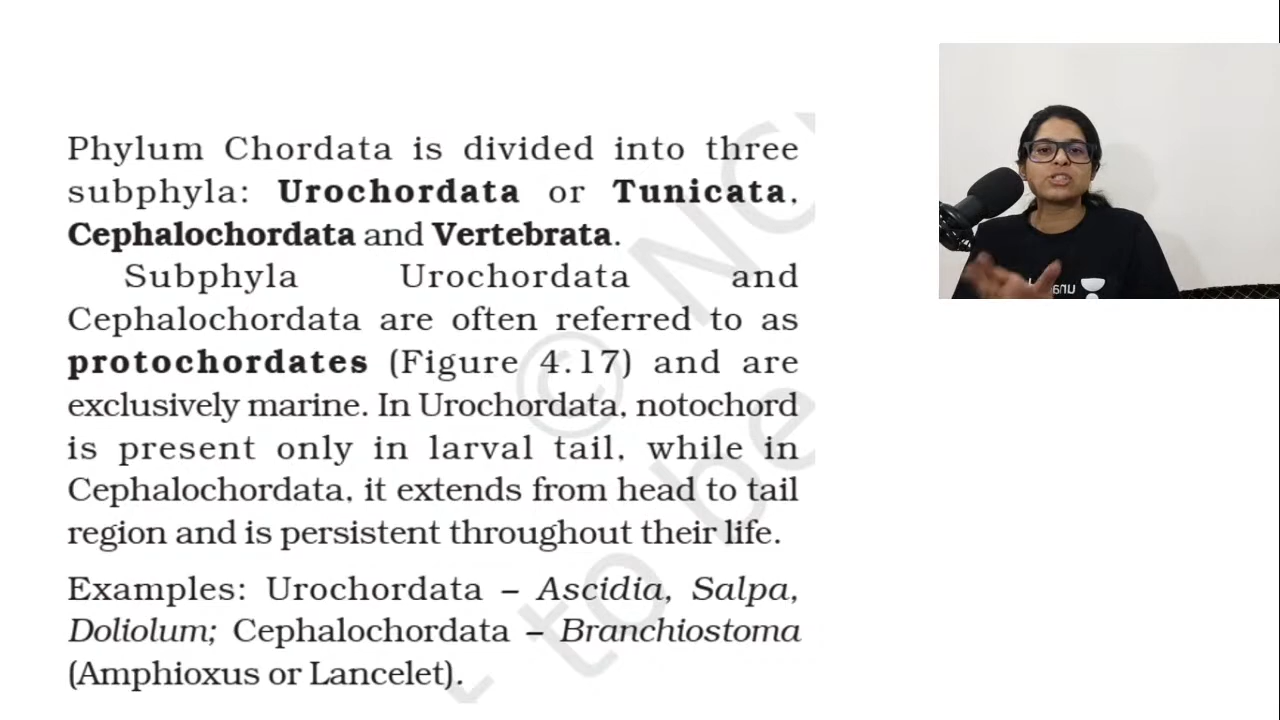 Phylum Chordata is divided into three
subphyla: Urochordata or Tunicata,
Cephalochordata and Vertebrata.
Subphyla Urochordata and
Cephalochordata are often referred to as
protochordates (Figure 4.17) and are
exclusively marine. In Urochordata, notochord
is present only in larval tail, while in
Cephalochordata, it extends from head to tail
region and is persistent throughout their life.
Examples: Urochordata – Ascidia, Salpa,
Doliolum; Cephalochordata – Branchiostoma
(Amphioxus or Lancelet).
© NC
to be